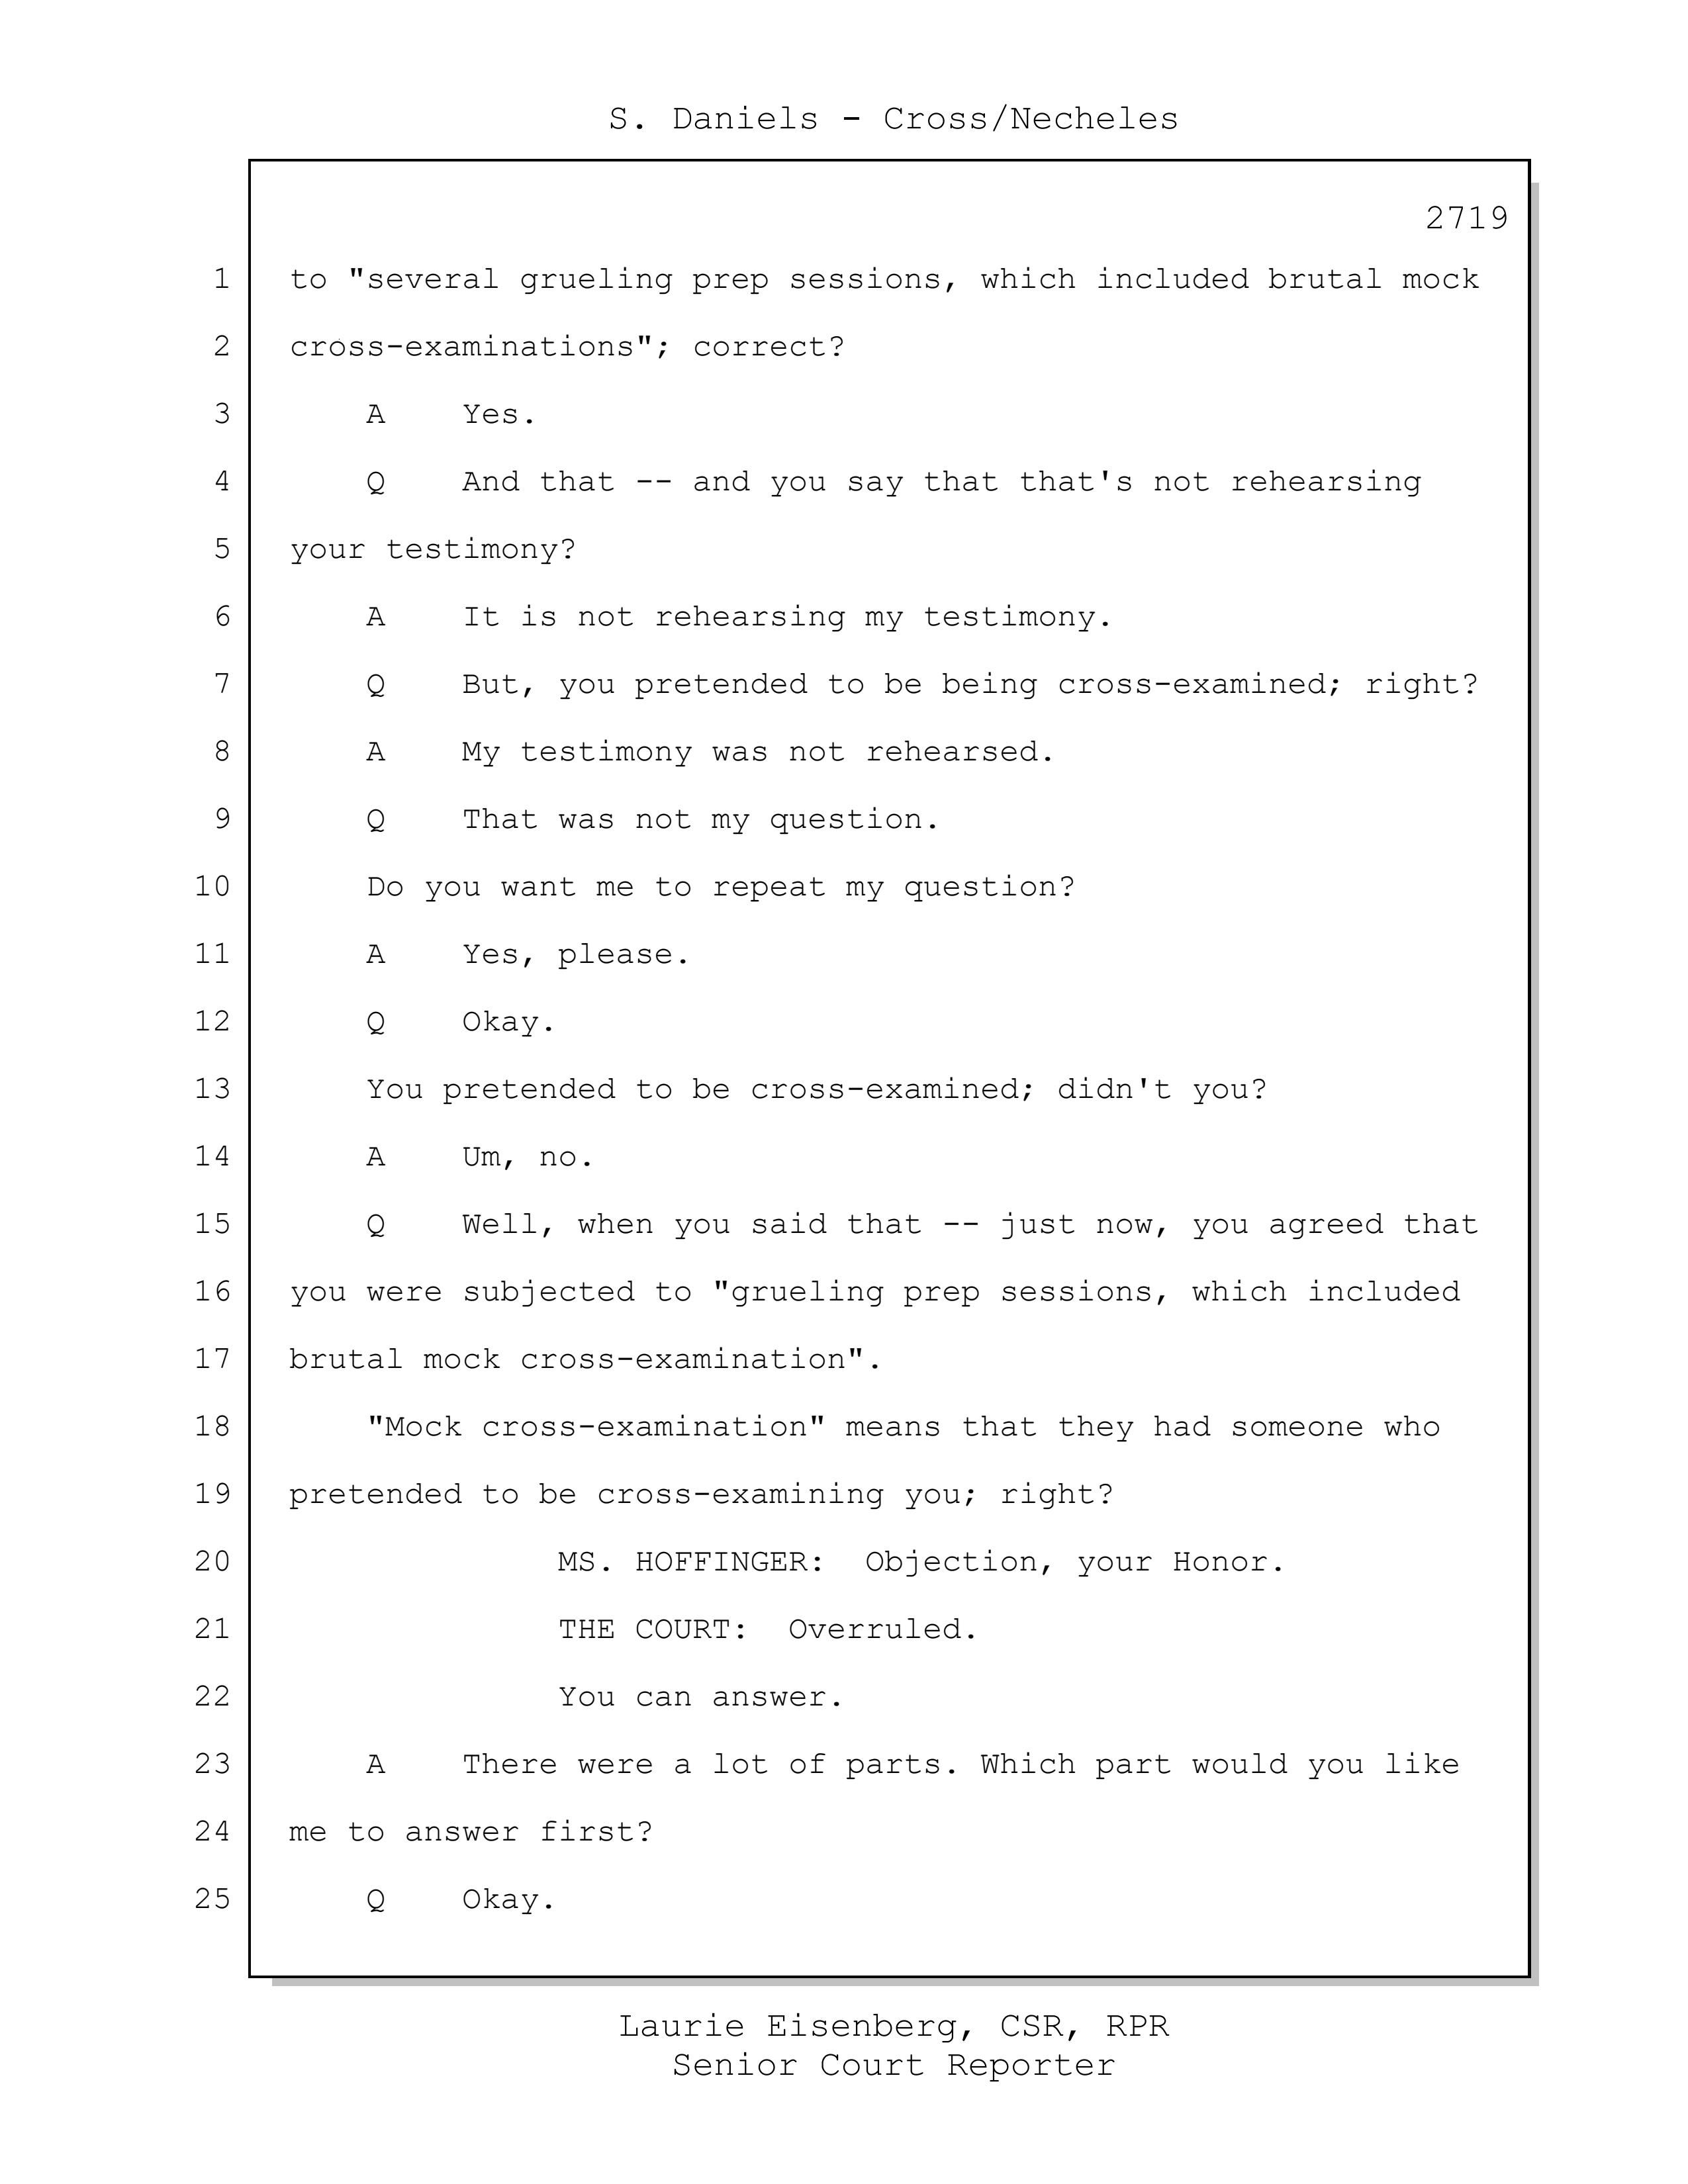 S. Daniels - Cross/Necheles
2719
1 to "several grueling prep sessions, which included brutal mock
2 cross-examinations"; correct?
3 A Yes.
4 Q And that -- and you say that that's not rehearsing
5 your testimony?
6 A It is not rehearsing my testimony.
7 Q But, you pretended to be being cross-examined; right?
8 A My testimony was not rehearsed.
9 Q That was not my question.
10 Do you want me to repeat my question?
11 A Yes, please.
12 Q Okay.
13 You pretended to be cross-examined; didn't you?
14 A Um, no.
15 Q Well, when you said that -- just now, you agreed that
16 you were subjected to "grueling prep sessions, which included
17 brutal mock cross-examination".
18 "Mock cross-examination" means that they had someone who
19 pretended to be cross-examining you; right?
20 MS. HOFFINGER: Objection, your Honor.
21 THE COURT: Overruled.
22 You can answer.
23 A There were a lot of parts. Which part would you like
24 me to answer first?
25 Q Okay.
Laurie Eisenberg, CSR, RPR
Senior Court Reporter